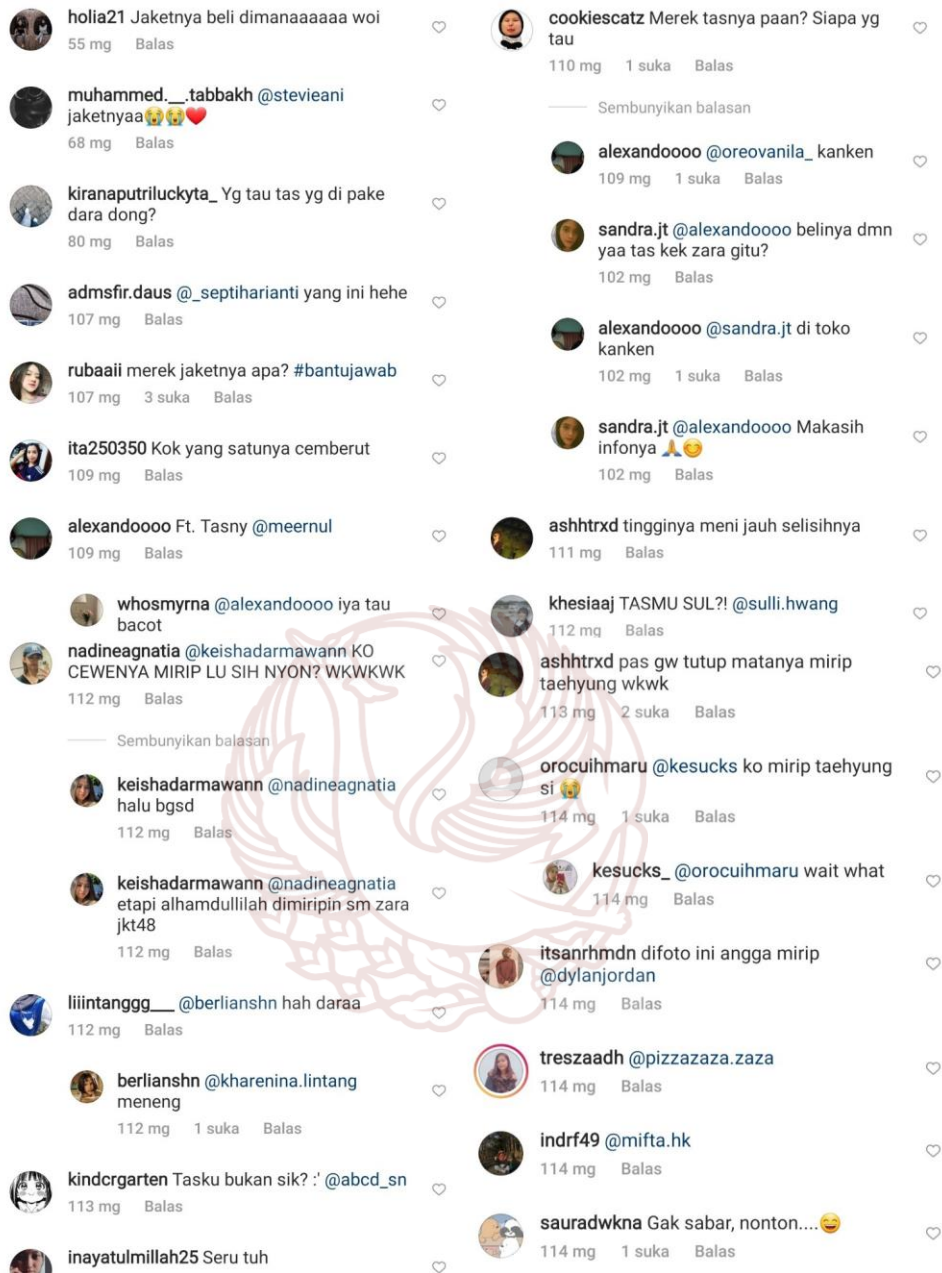 holia21 Jaketnya beli dimanaaaaaa woi
55 mg Balas
muhammed.__.tabbakh @stevieani
jaketnyaa😭😭❤️
68 mg Balas
kiranaputriluckyta_ Yg tau tas yg di pake
dara dong?
80 mg Balas
admsfir.daus @_septiharianti yang ini hehe
107 mg Balas
rubaaii merek jaketnya apa? #bantujawab
107 mg 3 suka Balas
ita250350 Kok yang satunya cemberut
109 mg Balas
alexandoooo Ft. Tasny @meernul
109 mg Balas
whosmyrna @alexandoooo iya tau
bacot
nadineagnatia @keishadarmawann KO
CEWENYA MIRIP LU SIH NYON? WKWKWK
112 mg Balas
Sembunyikan balasan
keishadarmawann @nadineagnatia
halu bgsd
112 mg Balas
keishadarmawann @nadineagnatia
etapi alhamdullilah dimiripin sm zara
jkt48
112 mg Balas
liiintanggg___ @berlianshn hah daraa
112 mg Balas
berlianshn @kharenina.lintang
meneng
112 mg 1 suka Balas
kindcrgarten Tasku bukan sik? :' @abcd_sn
113 mg Balas
inayatulmillah25 Seru tuh
cookiescatz Merek tasnya paan? Siapa yg
tau
110 mg 1 suka Balas
Sembunyikan balasan
alexandoooo @oreovanila_ kanken
109 mg 1 suka Balas
sandra.jt @alexandoooo belinya dmn
yaa tas kek zara gitu?
102 mg Balas
alexandoooo @sandra.jt di toko
kanken
102 mg 1 suka Balas
sandra.jt @alexandoooo Makasih
infonya 🙏😊
102 mg Balas
ashhtrxd tingginya meni jauh selisihnya
111 mg Balas
khesiaaj TASMU SUL?! @sulli.hwang
112 mg Balas
ashhtrxd pas gw tutup matanya mirip
taehyung wkwk
113 mg 2 suka Balas
orocuihmaru @kesucks ko mirip taehyung
si 😭
114 mg 1 suka Balas
kesucks_ @orocuihmaru wait what
114 mg Balas
itsanrhmdn difoto ini angga mirip
@dylanjordan
114 mg Balas
treszaadh @pizzazaza.zaza
114 mg Balas
indrf49 @mifta.hk
114 mg Balas
sauradwkna Gak sabar, nonton....😄
114 mg 1 suka Balas